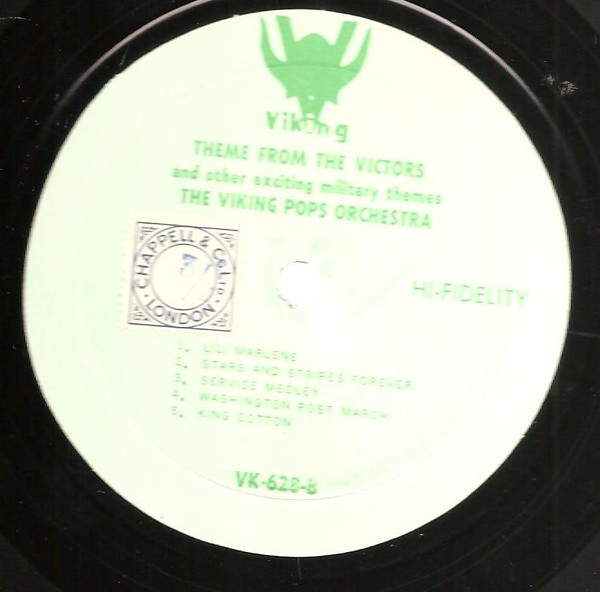 Viking
THEME FROM THE VICTORS
and other exciting military themes
THE VIKING POPS ORCHESTRA
CHAPPELL & Co. LTD.
LONDON
HI-FIDELITY
1. LILI MARLENE
2. STARS AND STRIPES FOREVER
3. SERVICE MEDLEY
4. WASHINGTON POST MARCH
5. KING COTTON
VK-628-B